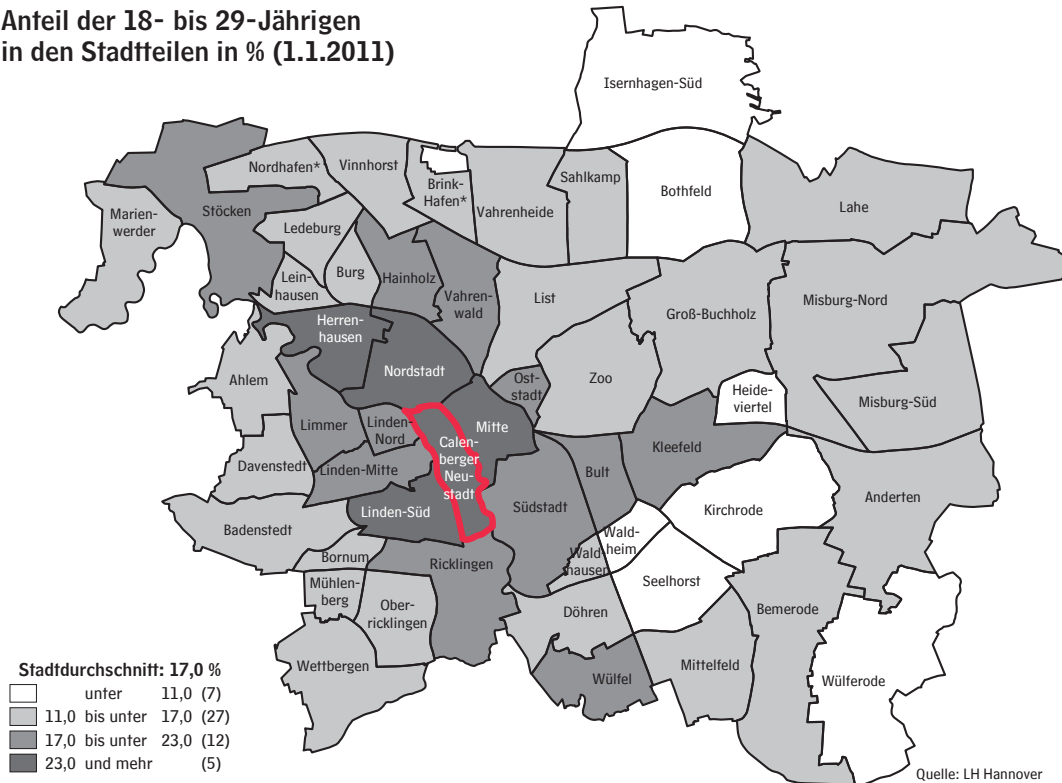 Anteil der 18- bis 29-Jährigen
in den Stadtteilen in % (1.1.2011)
Isernhagen-Süd
Nordhafen*
Vinnhorst
Brink-
Hafen*
Vahrenheide
Sahlkamp
Bothfeld
Lahe
Marien-
werder
Stöcken
Ledeburg
Burg
Lein-
hausen
Hainholz
Vahren-
wald
List
Groß-Buchholz
Misburg-Nord
Herren-
hausen
Nordstadt
Ost-
stadt
Zoo
Heide-
viertel
Misburg-Süd
Ahlem
Limmer
Linden-
Nord
Mitte
Calen-
berger
Neu-
stadt
Kleefeld
Davenstedt
Linden-Mitte
Bult
Südstadt
Anderten
Badenstedt
Linden-Süd
Kirchrode
Wald-
heim
Wald-
hausen
Bornum
Ricklingen
Seelhorst
Mühlen-
berg
Ober-
ricklingen
Döhren
Bemerode
Wettbergen
Wülfel
Mittelfeld
Wülferode
Stadtdurchschnitt: 17,0 %
unter 11,0 (7)
11,0 bis unter 17,0 (27)
17,0 bis unter 23,0 (12)
23,0 und mehr (5)
Quelle: LH Hannover